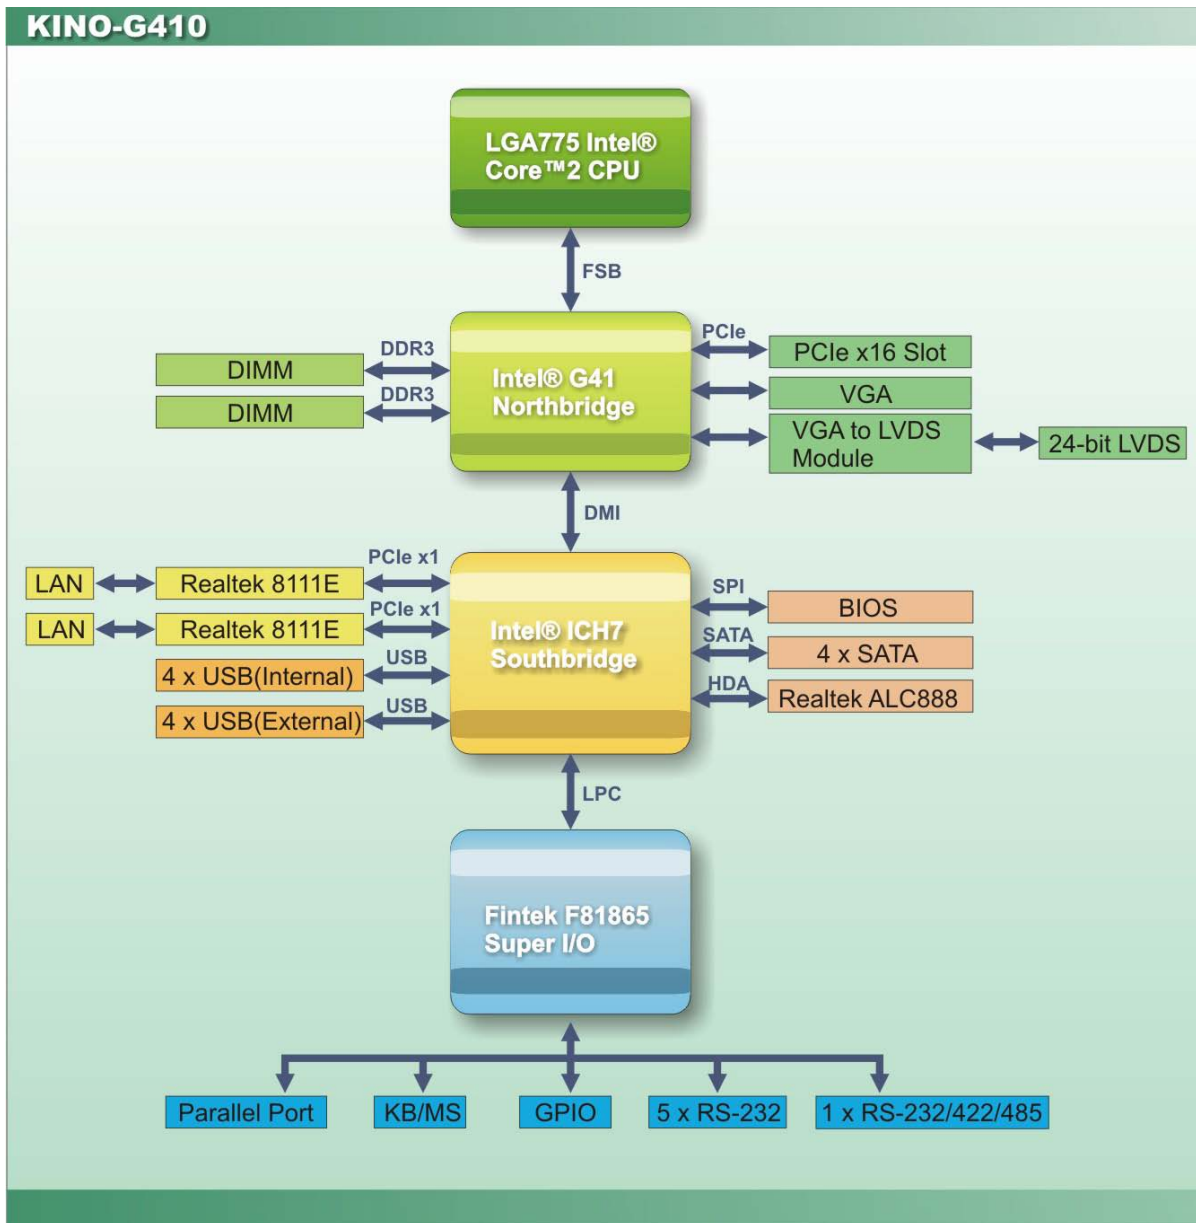 KINO-G410
LGA775 Intel®
Core™2 CPU
FSB
DDR3
DIMM
DDR3
DIMM
Intel® G41
Northbridge
PCIe
PCIe x16 Slot
VGA
VGA to LVDS
Module
24-bit LVDS
DMI
PCIe x1
LAN
Realtek 8111E
PCIe x1
LAN
Realtek 8111E
USB
4 x USB(Internal)
USB
4 x USB(External)
Intel® ICH7
Southbridge
SPI
BIOS
SATA
4 x SATA
HDA
Realtek ALC888
LPC
Fintek F81865
Super I/O
Parallel Port
KB/MS
GPIO
5 x RS-232
1 x RS-232/422/485